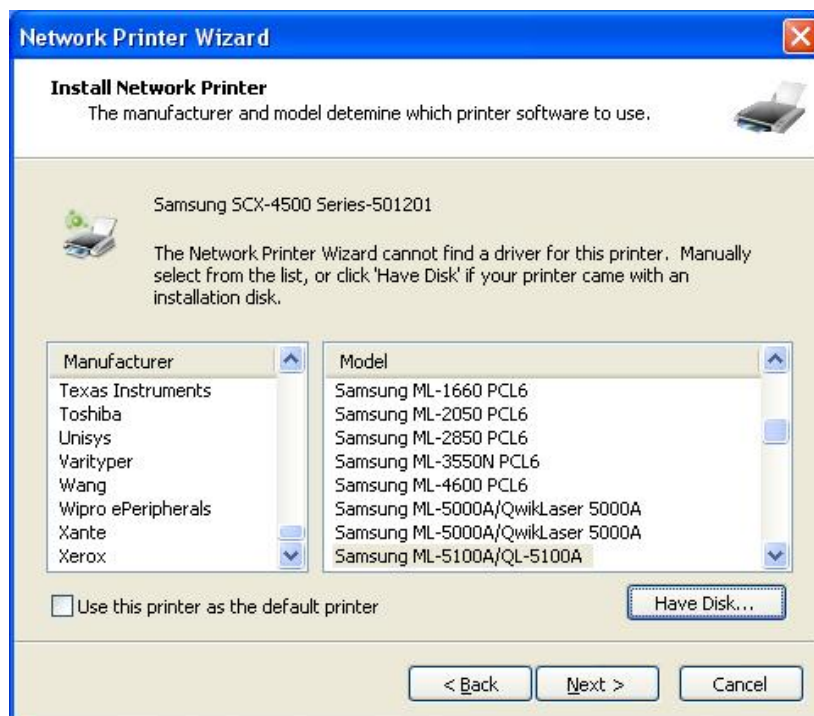 Network Printer Wizard
Install Network Printer
The manufacturer and model detemine which printer software to use.
Samsung SCX-4500 Series-501201
The Network Printer Wizard cannot find a driver for this printer. Manually
select from the list, or click 'Have Disk' if your printer came with an
installation disk.
Manufacturer
Texas Instruments
Toshiba
Unisys
Varityper
Wang
Wipro ePeripherals
Xante
Xerox
Model
Samsung ML-1660 PCL6
Samsung ML-2050 PCL6
Samsung ML-2850 PCL6
Samsung ML-3550N PCL6
Samsung ML-4600 PCL6
Samsung ML-5000A/QwikLaser 5000A
Samsung ML-5000A/QwikLaser 5000A
Samsung ML-5100A/QL-5100A
Use this printer as the default printer
Have Disk...
< Back
Next >
Cancel